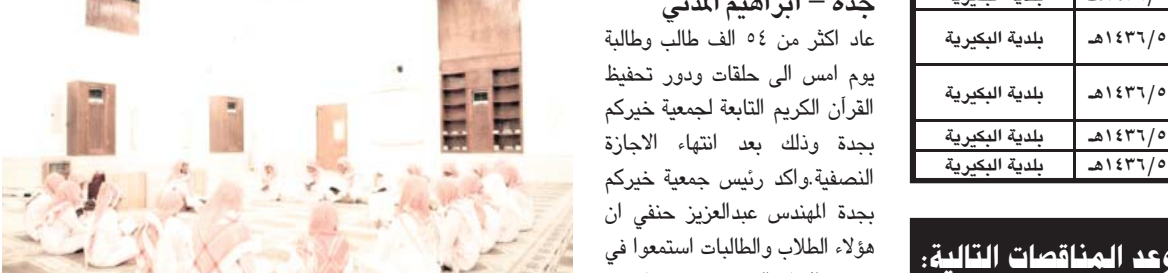 جدة – ابراهيم المدني
عاد اكثر من ٥٤ الف طالب وطالبة
يوم امس الى حلقات ودور تحفيظ
القرآن الكريم التابعة لجمعية خيركم
بجدة وذلك بعد انتهاء الاجازة
النصفية.واكد رئيس جمعية خيركم
بجدة المهندس عبدالعزيز حنفي ان
هؤلاء الطلاب والطالبات استمعوا في
بلدية البكيرية
١٤٣٦/٥هـ بلدية البكيرية
١٤٣٦/٥هـ بلدية البكيرية
١٤٣٦/٥هـ بلدية البكيرية
١٤٣٦/٥هـ بلدية البكيرية
المناقصات التالية: